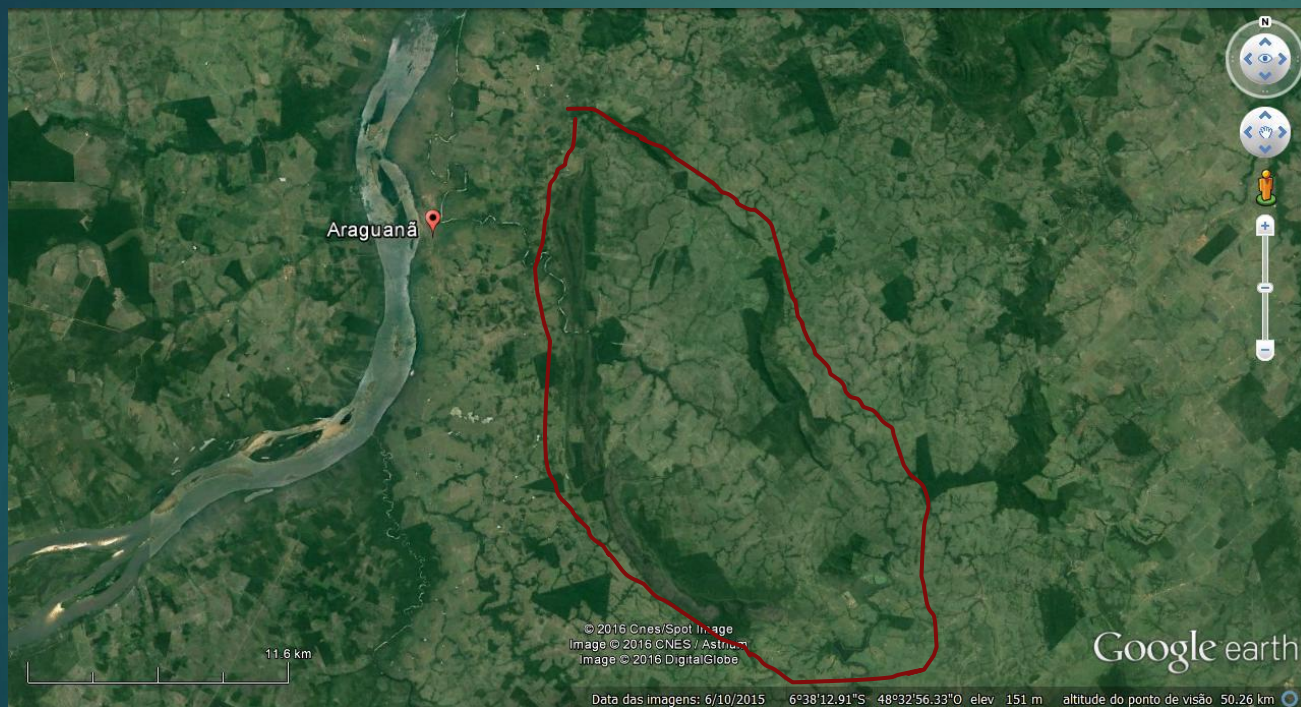 N
Araguanã
© 2016 Cnes/Spot Image
Image © 2016 CNES / Astrium
Image © 2016 DigitalGlobe
11.6 km
Google earth
Data das imagens: 6/10/2015 6°38'12.91"S 48°32'56.33"O elev 151 m altitude do ponto de visão 50.26 km